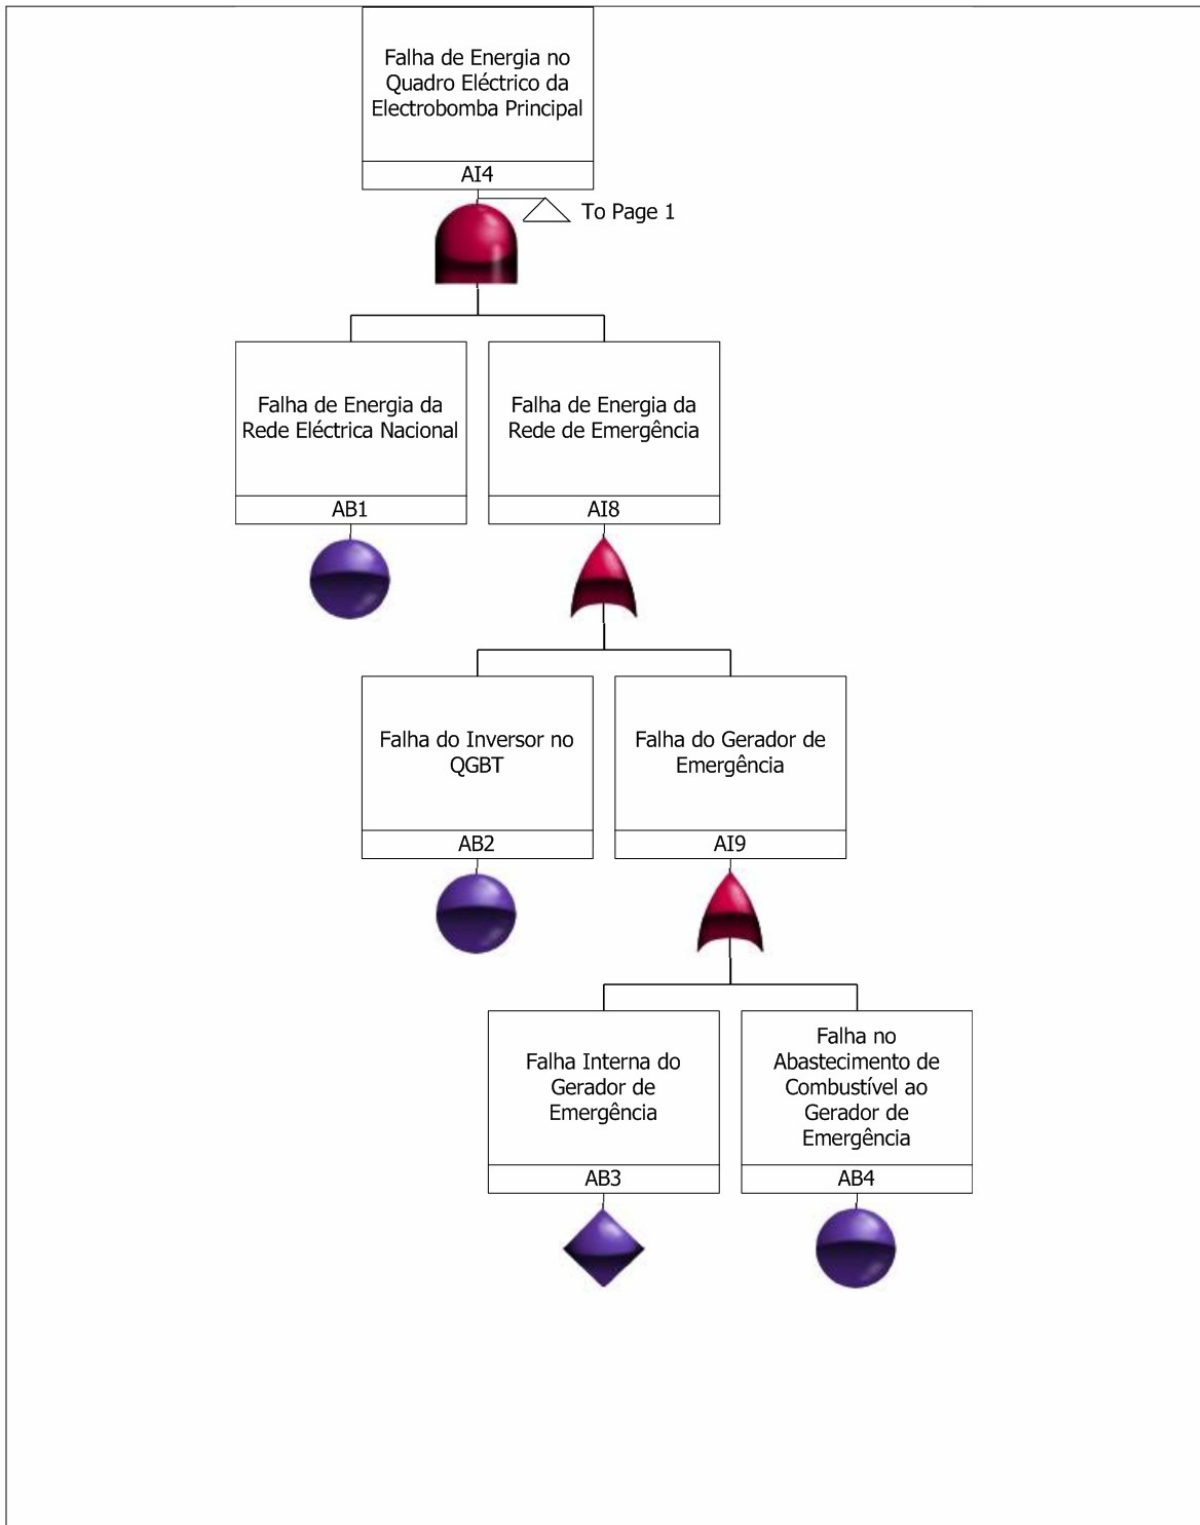 Falha de Energia no
Quadro Eléctrico da
Electrobomba Principal
AI4
To Page 1
Falha de Energia da
Rede Eléctrica Nacional
AB1
Falha de Energia da
Rede de Emergência
AI8
Falha do Inversor no
QGBT
AB2
Falha do Gerador de
Emergência
AI9
Falha Interna do
Gerador de
Emergência
AB3
Falha no
Abastecimento de
Combustível ao
Gerador de
Emergência
AB4